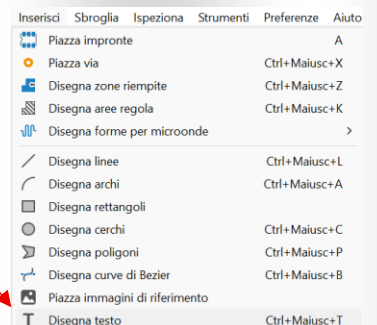 Inserisci Sbroglia Ispeziona Strumenti Preferenze Aiuto
Piazza impronte A
Piazza via Ctrl+Maiusc+X
Disegna zone riempite Ctrl+Maiusc+Z
Disegna aree regola Ctrl+Maiusc+K
Disegna forme per microonde >
Disegna linee Ctrl+Maiusc+L
Disegna archi Ctrl+Maiusc+A
Disegna rettangoli
Disegna cerchi Ctrl+Maiusc+C
Disegna poligoni Ctrl+Maiusc+P
Disegna curve di Bezier Ctrl+Maiusc+B
Piazza immagini di riferimento
Disegna testo Ctrl+Maiusc+T